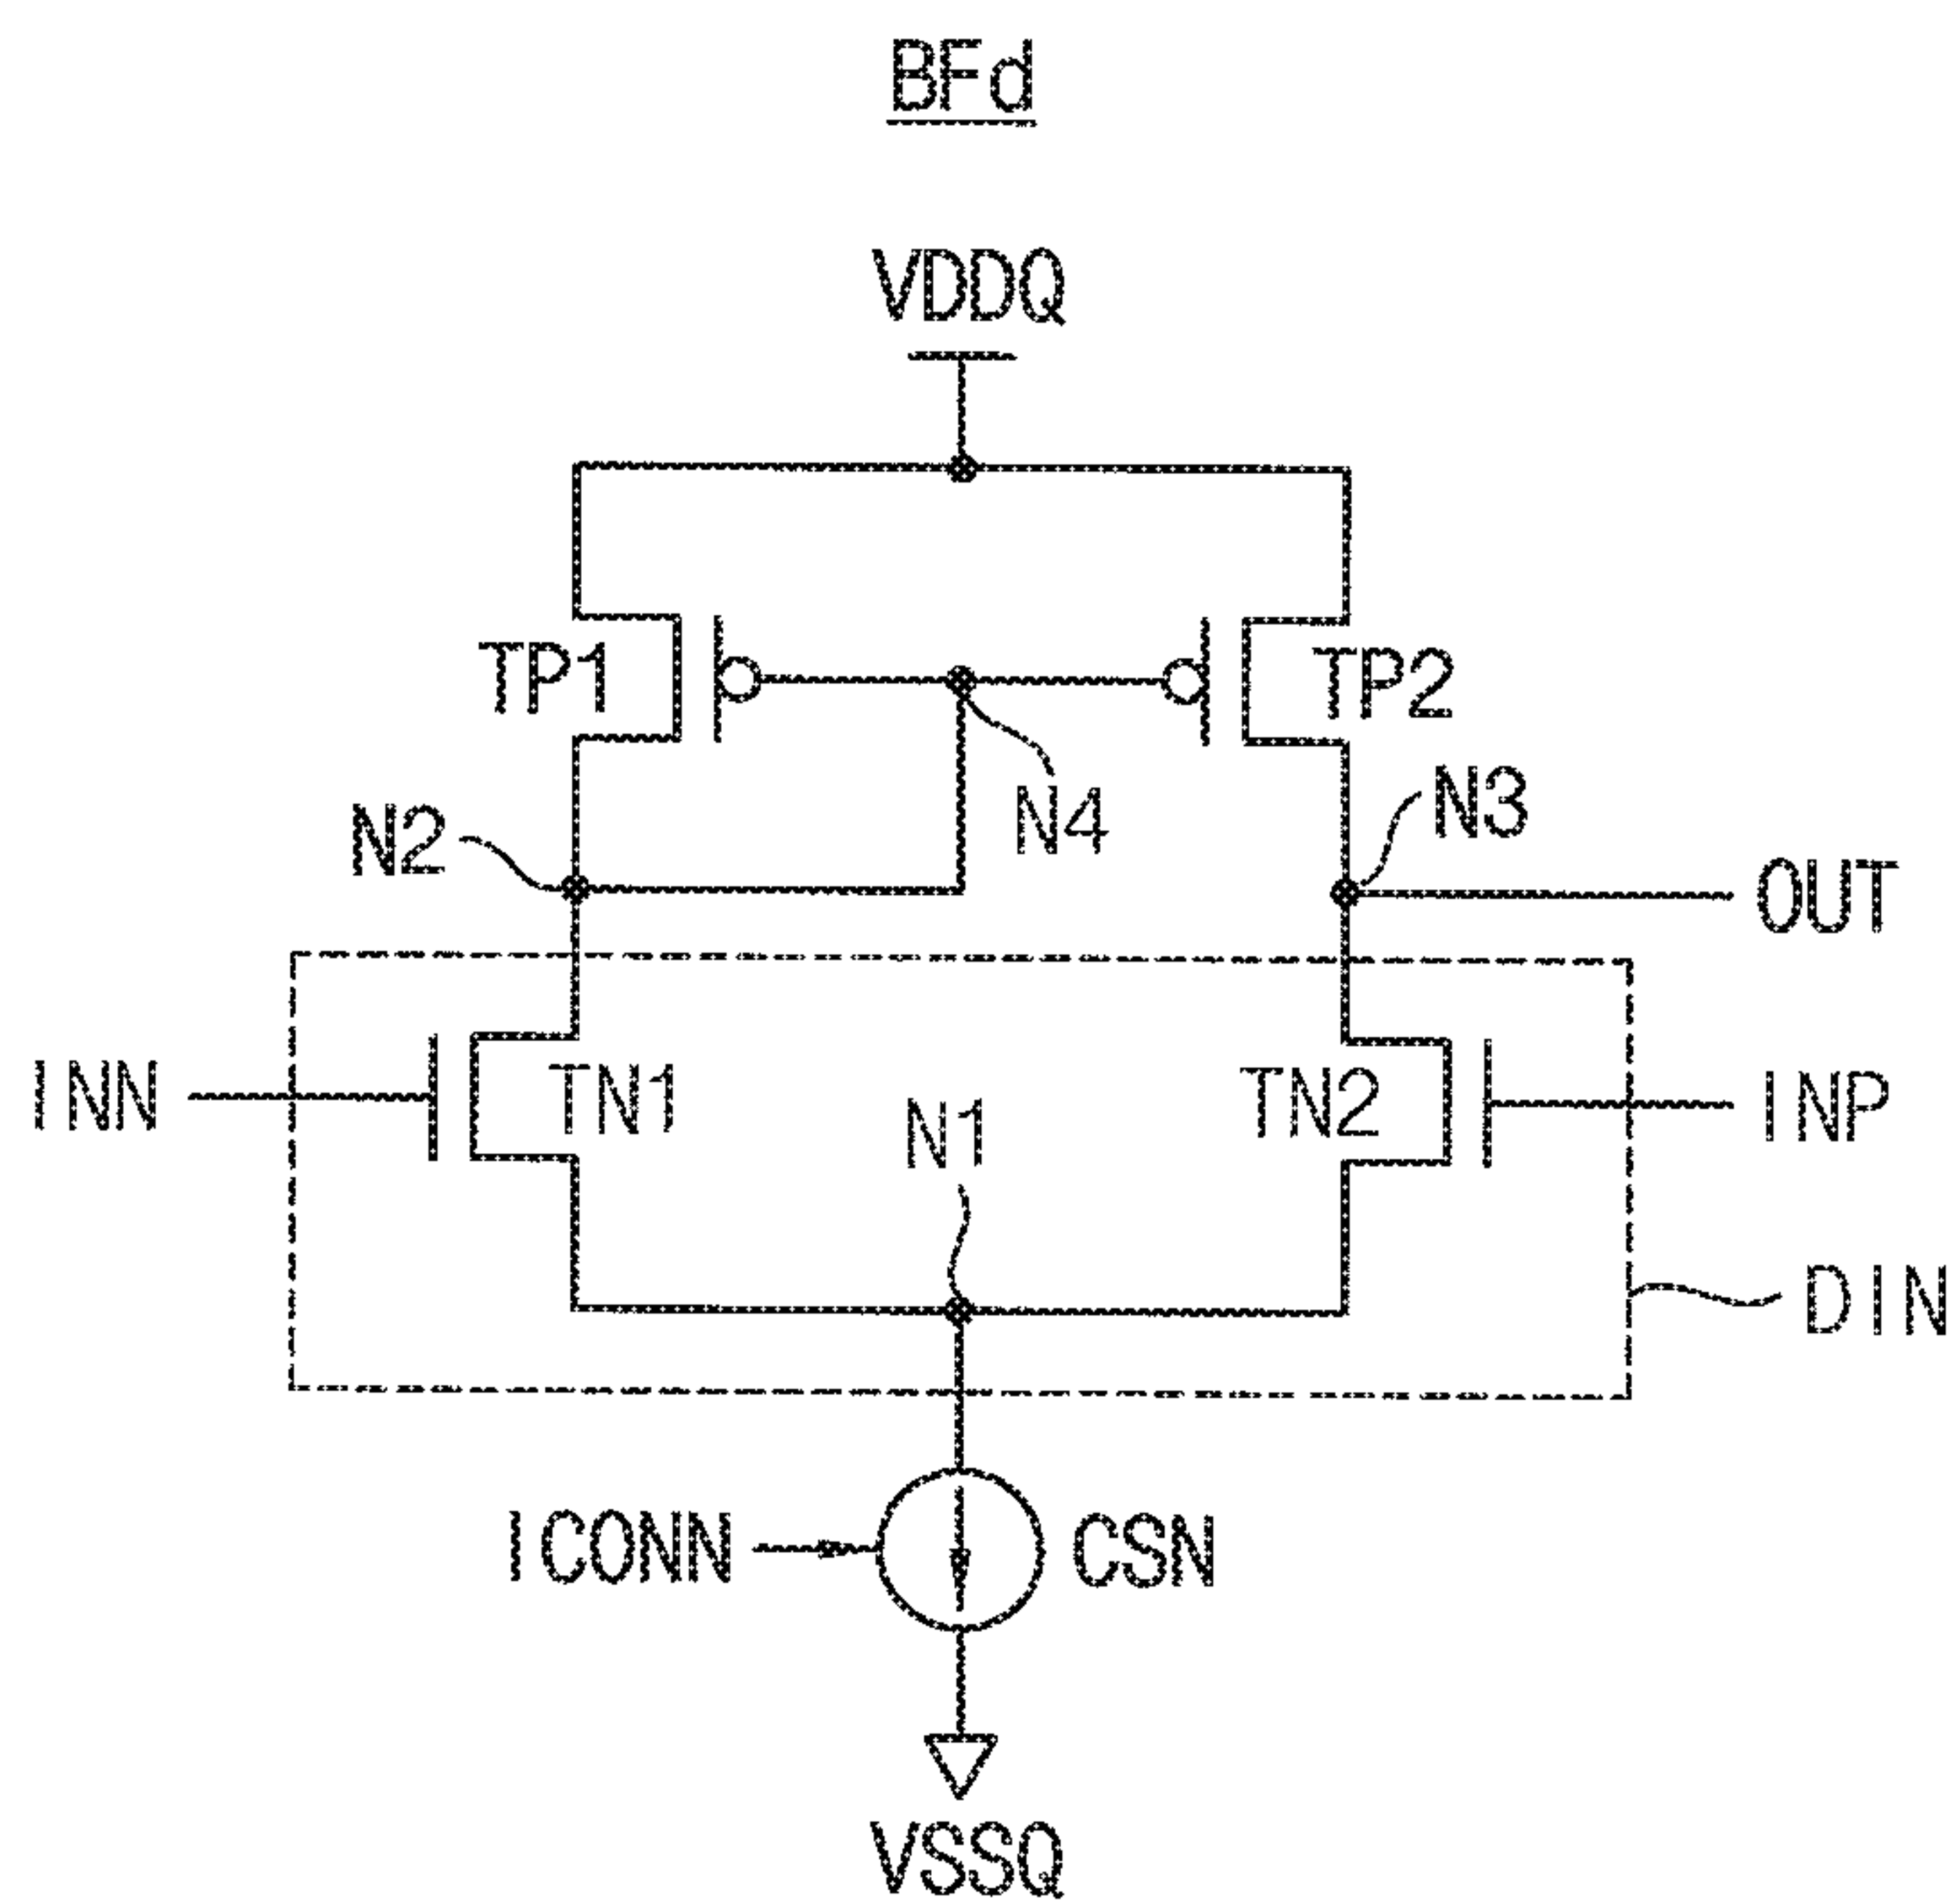 BFd
VDDQ
TP1
TP2
N2
N4
N3
OUT
INN
TN1
N1
TN2
INP
DIN
ICONN
CSN
VSSQ